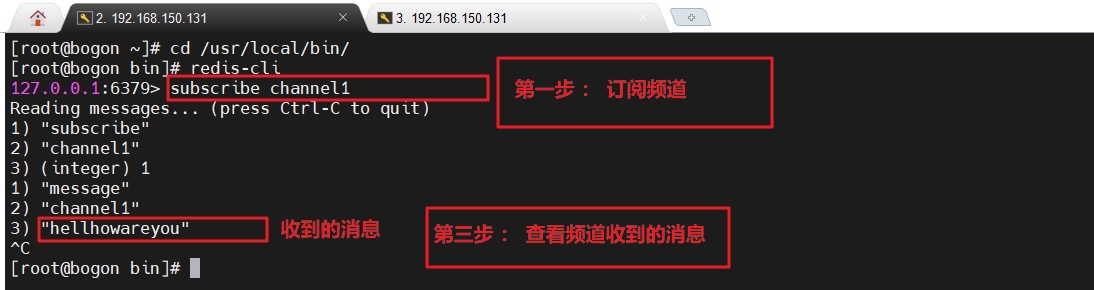 2. 192.168.150.131
3. 192.168.150.131
[root@bogon ~]# cd /usr/local/bin/
[root@bogon bin]# redis-cli
127.0.0.1:6379> subscribe channel1
第一步： 订阅频道
Reading messages... (press Ctrl-C to quit)
1) "subscribe"
2) "channel1"
3) (integer) 1
1) "message"
2) "channel1"
3) "hellhowareyou"
收到的消息
第三步： 查看频道收到的消息
^C
[root@bogon bin]#